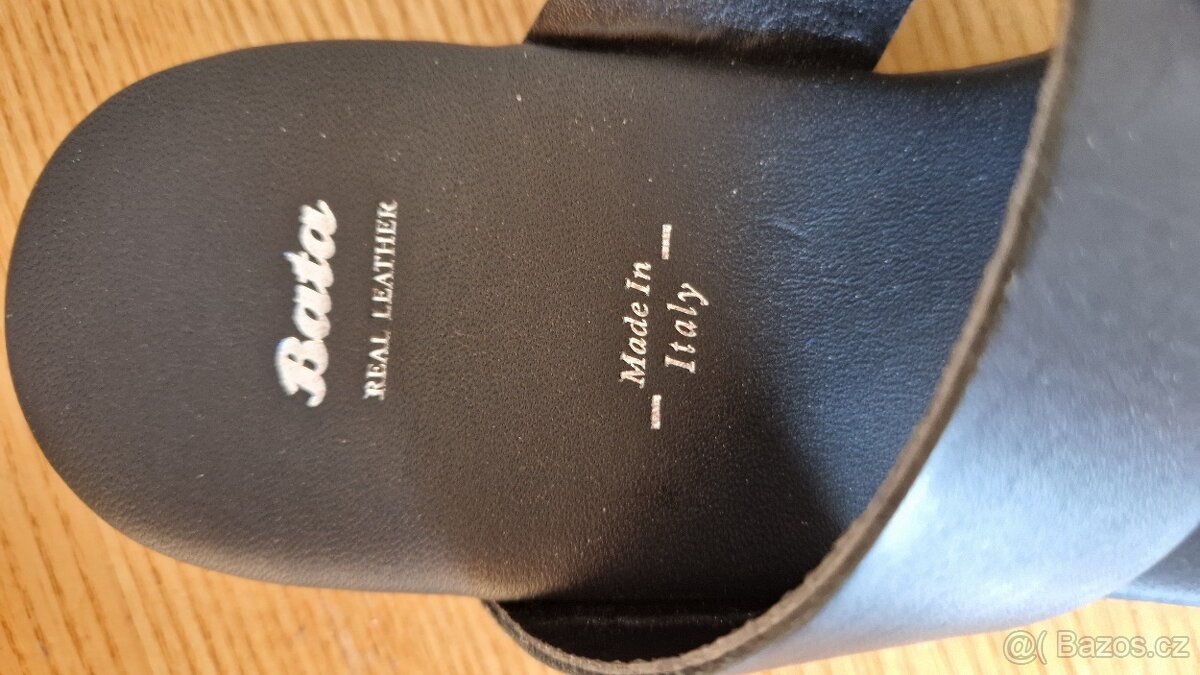 Bata
REAL LEATHER
Made In
Italy
@( Bazos.cz